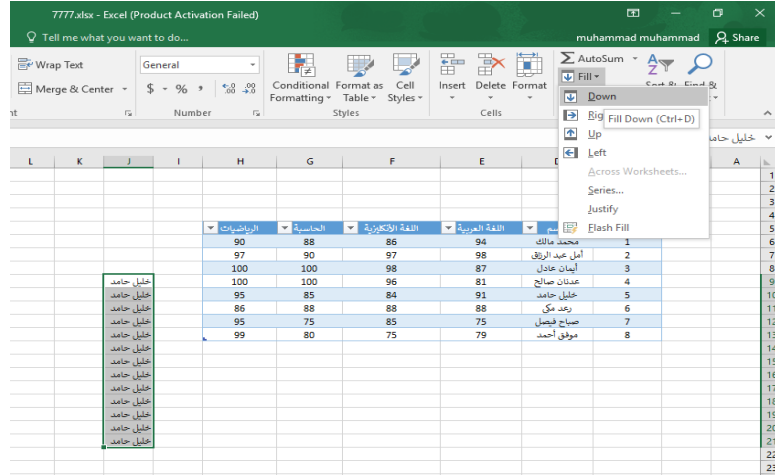 7777.xlsx - Excel (Product Activation Failed)
Tell me what you want to do...
muhammad muhammad
Share
Wrap Text
General
AutoSum
Fill
Merge & Center
$ - % ,
Conditional Formatting
Format as Table
Cell Styles
Insert
Delete
Format
Number
Styles
Cells
Down
Fill Down (Ctrl+D)
Up
Left
Across Worksheets...
Series...
Justify
Flash Fill
خليل حامد
L K J I H G F E A
اللغة العربية اللغة الأنكليزية الحاسبة الرياضيات
1 محمد مالك 94 86 88 90
2 أمل عبد الرزاق 98 97 90 97
3 أيمان عادل 87 98 100 100
4 عدنان صالح 81 96 100 100
5 خليل حامد 91 84 85 95
6 رعد مكي 88 88 88 86
7 صباح فيصل 75 85 75 95
8 موفق أحمد 79 75 80 99
خليل حامد
خليل حامد
خليل حامد
خليل حامد
خليل حامد
خليل حامد
خليل حامد
خليل حامد
خليل حامد
خليل حامد
خليل حامد
خليل حامد
خليل حامد
1
2
3
4
5
6
7
8
9
10
11
12
13
14
15
16
17
18
19
20
21
22
23